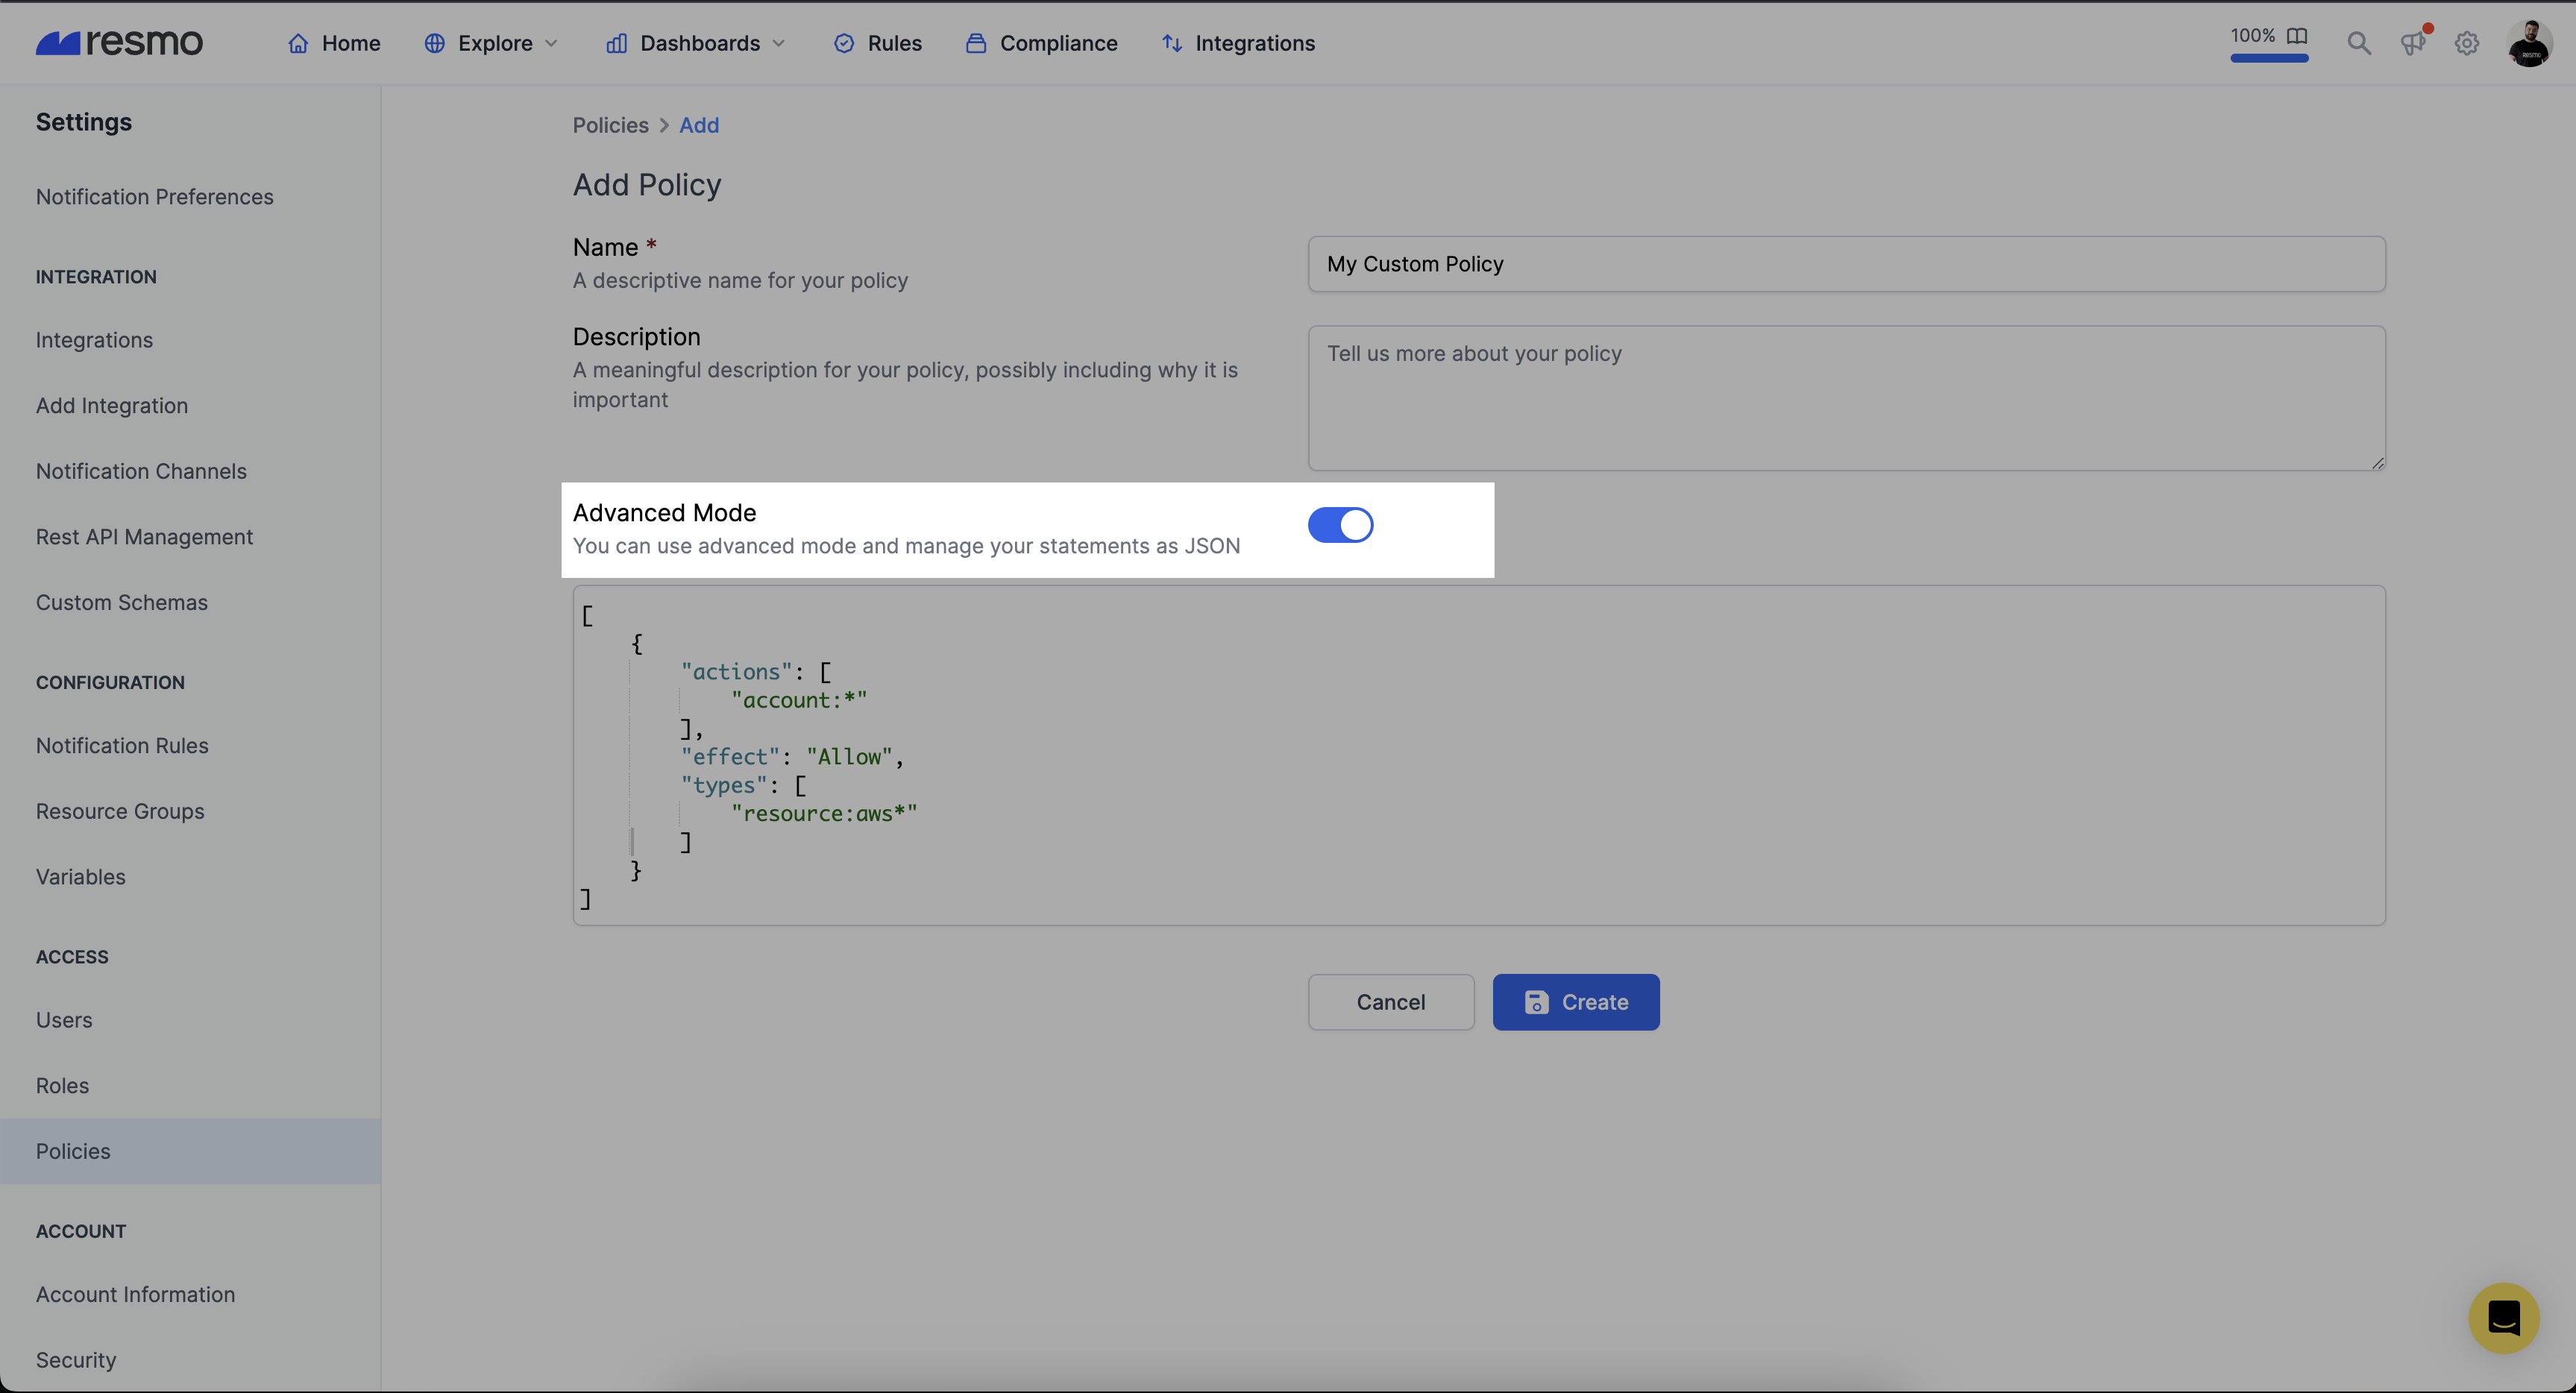 resmo
Home
Explore
Dashboards
Rules
Compliance
Integrations
100%
Settings
Notification Preferences
INTEGRATION
Integrations
Add Integration
Notification Channels
Rest API Management
Custom Schemas
CONFIGURATION
Notification Rules
Resource Groups
Variables
ACCESS
Users
Roles
Policies
ACCOUNT
Account Information
Security
Policies > Add
Add Policy
Name *
A descriptive name for your policy
My Custom Policy
Description
A meaningful description for your policy, possibly including why it is
important
Tell us more about your policy
Advanced Mode
You can use advanced mode and manage your statements as JSON
[
{
"actions": [
"account:*"
],
"effect": "Allow",
"types": [
"resource:aws*"
]
}
]
Cancel
Create